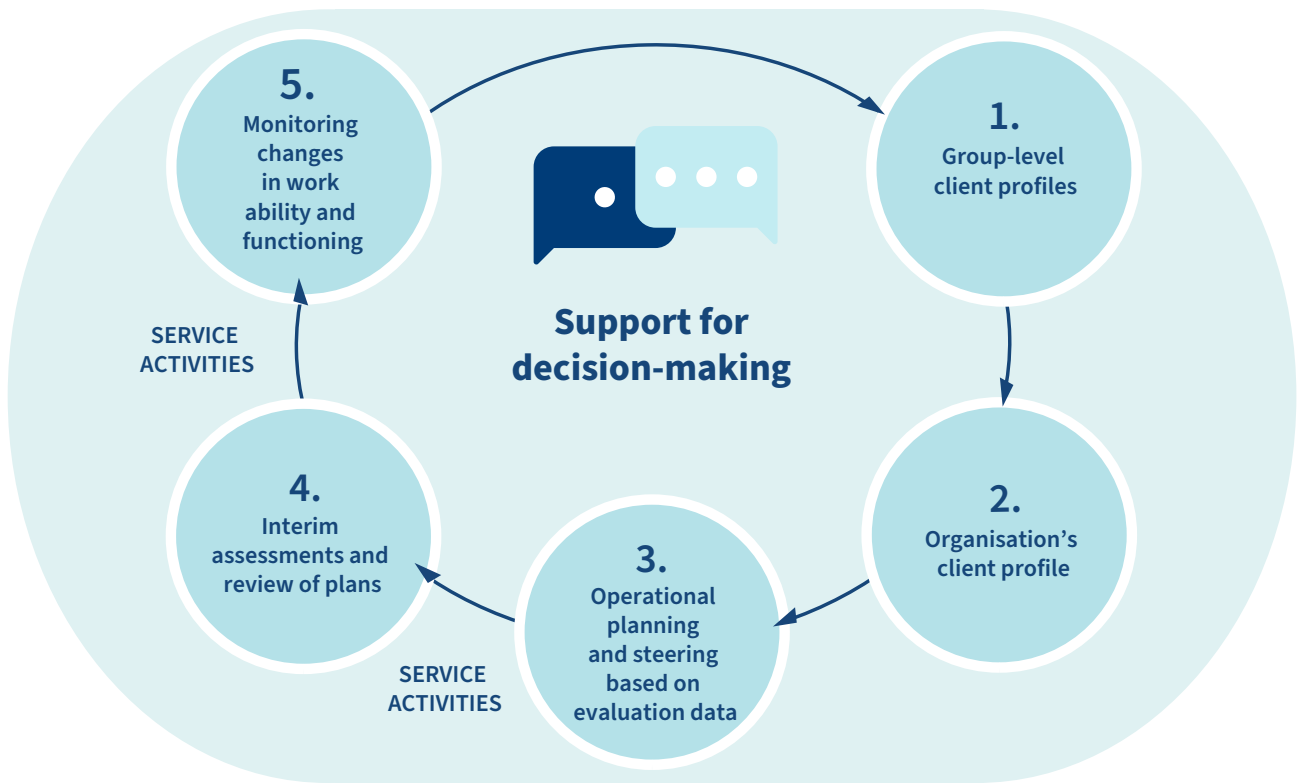 5.
Monitoring
changes
in work
ability and
functioning
1.
Group-level
client profiles
Support for
decision-making
SERVICE
ACTIVITIES
4.
Interim
assessments and
review of plans
2.
Organisation’s
client profile
3.
Operational
planning
and steering
based on
evaluation data
SERVICE
ACTIVITIES